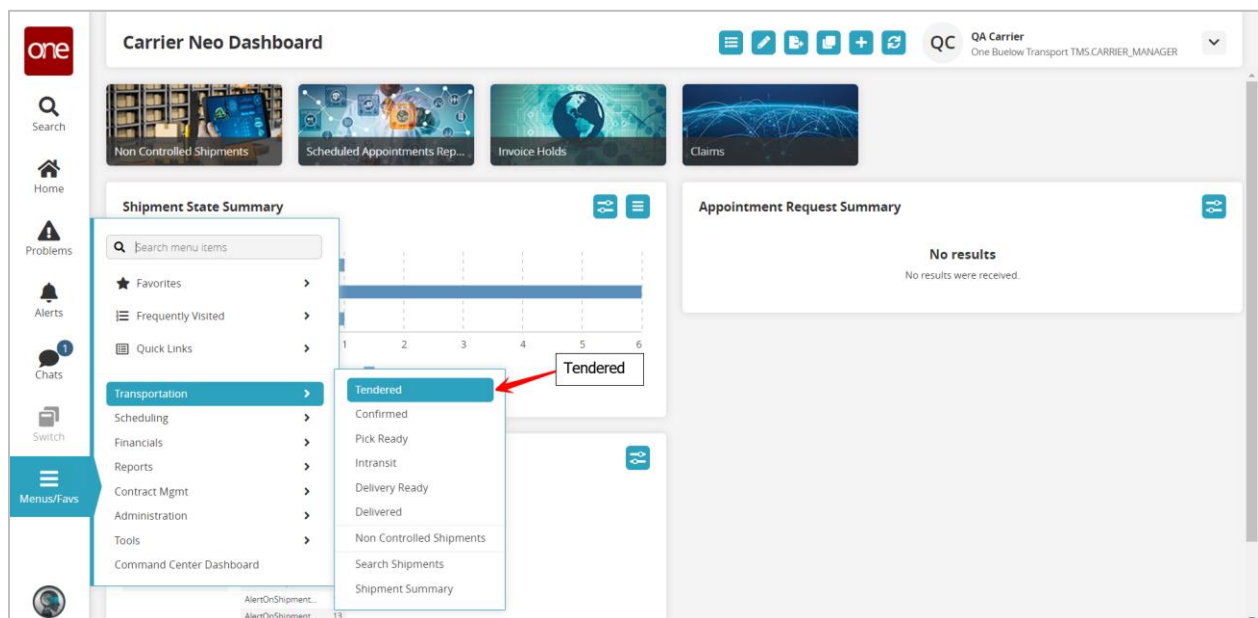 one
Carrier Neo Dashboard
QC
QA Carrier
One Buelow Transport TMS.CARRIER_MANAGER
Search
Home
Problems
Alerts
1
Chats
Switch
Menus/Favs
Non Controlled Shipments
Scheduled Appointments Rep...
Invoice Holds
Claims
Shipment State Summary
Appointment Request Summary
No results
No results were received.
Search menu items
Favorites
Frequently Visited
Quick Links
Transportation
Scheduling
Financials
Reports
Contract Mgmt
Administration
Tools
Command Center Dashboard
1 2 3 4 5 6
Tendered
Tendered
Confirmed
Pick Ready
Intransit
Delivery Ready
Delivered
Non Controlled Shipments
Search Shipments
Shipment Summary
AlertOnShipment...
AlertOnShipment... 13